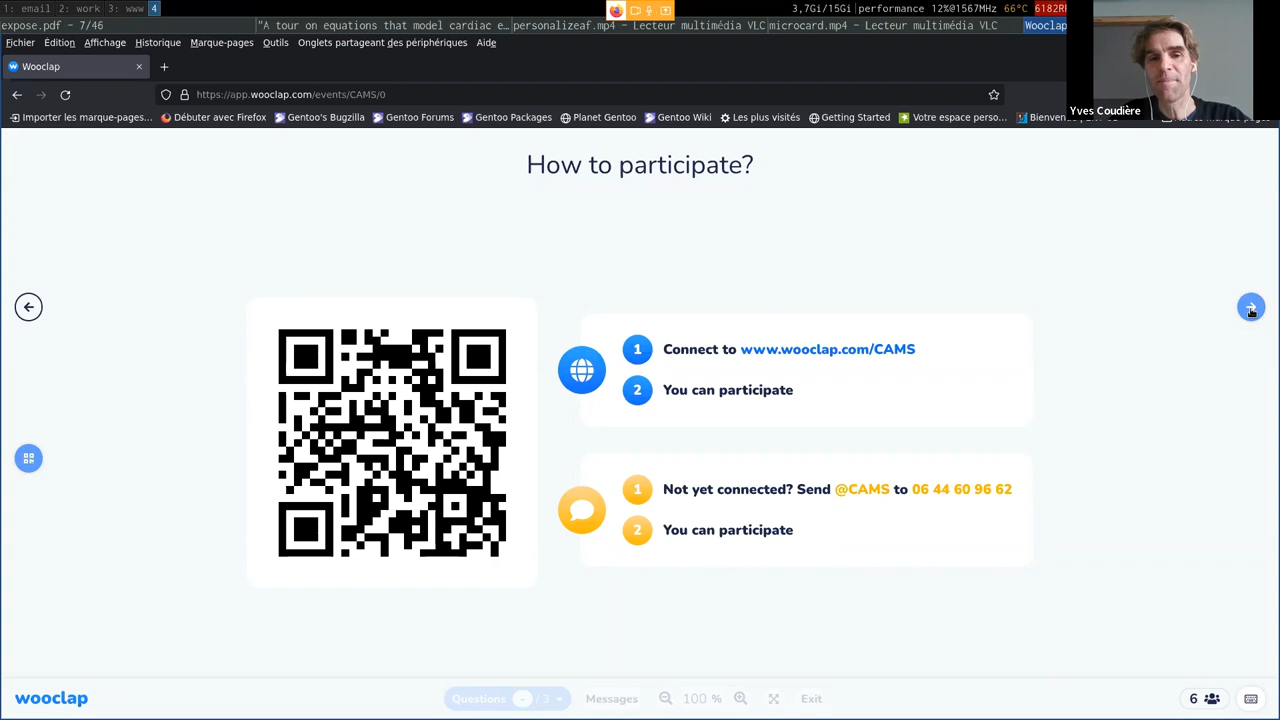 1: email 2: work 3: www 4
3,7Gi/15Gi|performance 12%@1567MHz 66°C
expose.pdf - 7/46
"A tour on equations that model cardiac e…
personalizeaf.mp4 - Lecteur multimédia VLC
microcard.mp4 - Lecteur multimédia VLC
Wooclap
Fichier Édition Affichage Historique Marque-pages Outils Onglets portageant des périphériques Aide
Wooclap
https://app.wooclap.com/events/CAMS/0
Importer les marque-pages… Débuter avec Firefox Gentoo's Bugzilla Gentoo Packages Planet Gentoo Gentoo Wiki Les plus visités Getting Started Votre espace perso…
Yves Coudière
How to participate?
1 Connect to www.wooclap.com/CAMS
2 You can participate
1 Not yet connected? Send @CAMS to 06 44 60 96 62
2 You can participate
wooclap
Questions - / 3
Messages
100 %
Exit
6